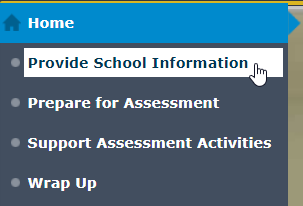 Home
Provide School Information
Prepare for Assessment
Support Assessment Activities
Wrap Up